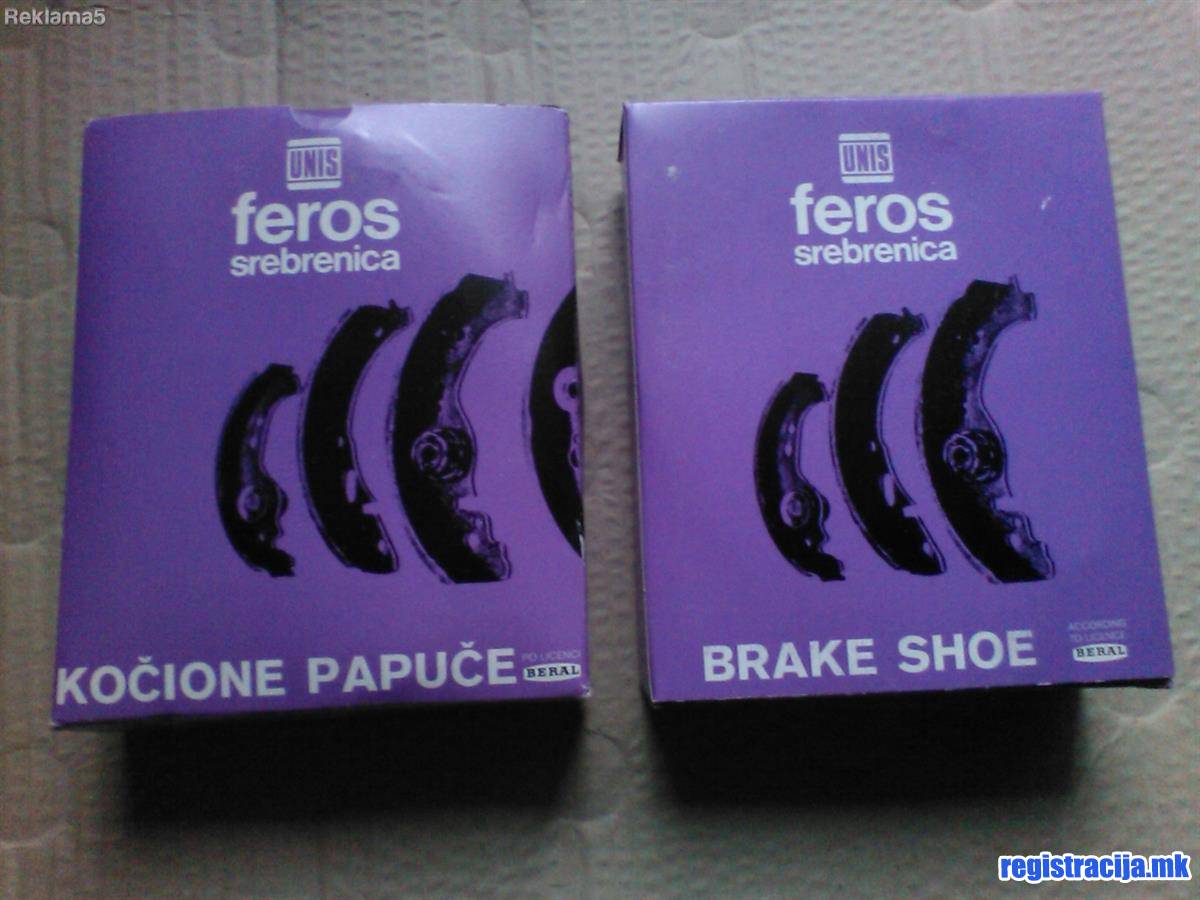 Reklama5
UNIS
feros
srebrenica
KOČIONE PAPUČE
PO LICENCI
BERAL
UNIS
feros
srebrenica
BRAKE SHOE
ACCORDING
TO LICENCE
BERAL
registracija.mk